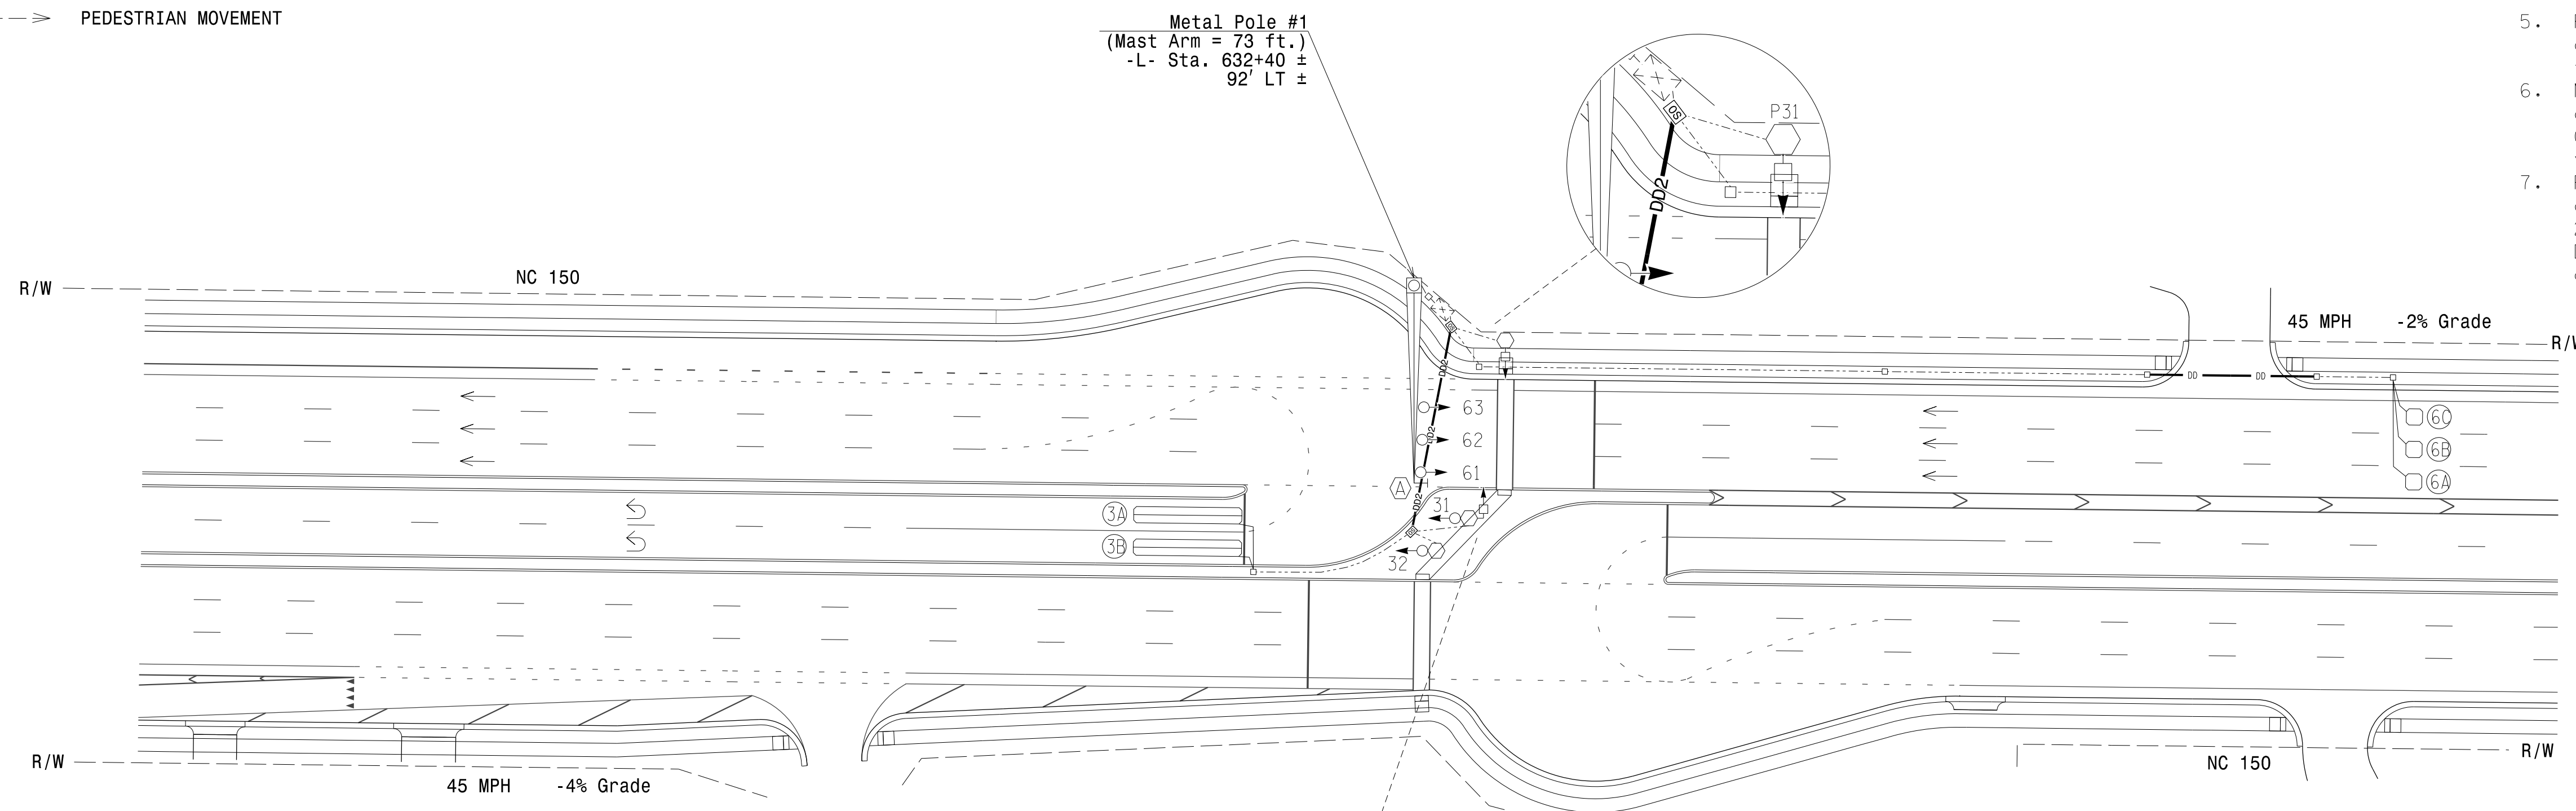 PEDESTRIAN MOVEMENT
Metal Pole #1
(Mast Arm = 73 ft.)
-L- Sta. 632+40 ±
92' LT ±
5.
6.
7.
P31
OS
DD2
R/W
NC 150
45 MPH -2% Grade
R/W
DD2
DD DD
63
62
DD2
61
A
31
DD2
32
3A
3B
6C
6B
6A
R/W
45 MPH -4% Grade
NC 150
R/W